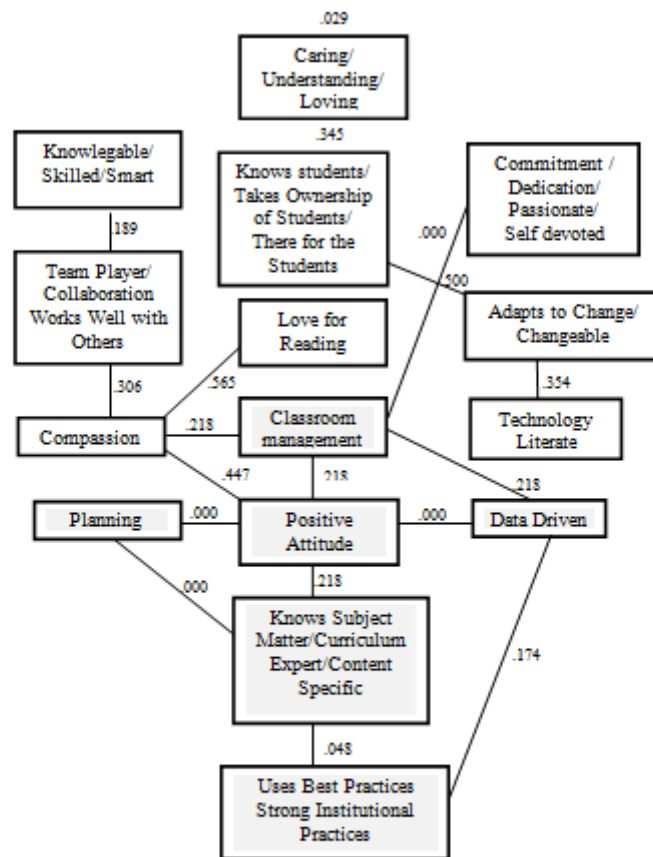 .029
Caring/
Understanding/
Loving
.345
Knowlegable/
Skilled/Smart
Knows students/
Takes Ownership
of Students/
There for the
Students
Commitment /
Dedication/
Passionate/
Self devoted
.189
.000
Team Player/
Collaboration
Works Well with
Others
.500
Love for
Reading
Adapts to Change/
Changeable
.306
.565
.354
Compassion
.218
Classroom
management
Technology
Literate
.447
.218
.218
Planning
.000
Positive
Attitude
.000
Data Driven
.000
.218
Knows Subject
Matter/Curriculum
Expert/Content
Specific
.174
.048
Uses Best Practices
Strong Institutional
Practices